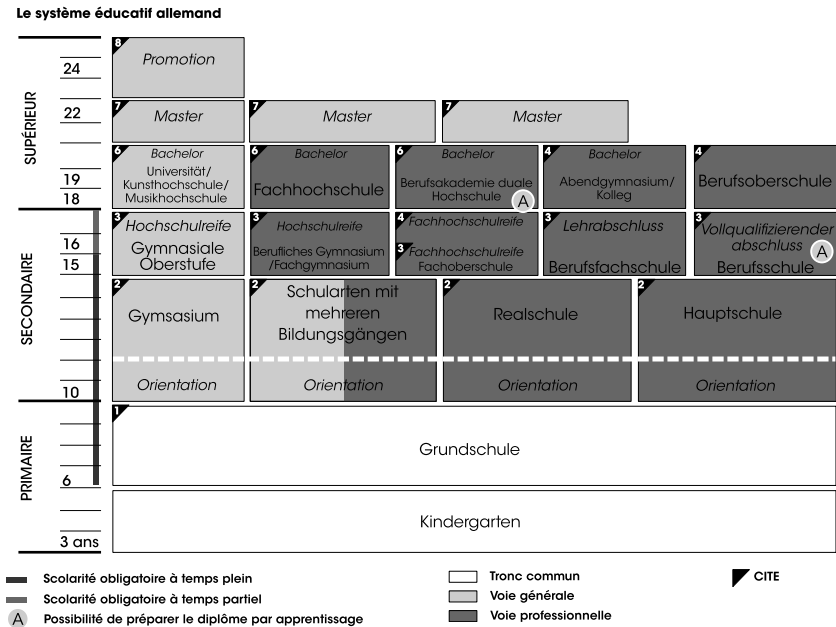 Le système éducatif allemand
SUPÉRIEUR
24
22
19
18
8
Promotion
7
Master
7
Master
7
Master
6
Bachelor
Universität/
Kunsthochschule/
Musikhochschule
6
Bachelor
Fachhochschule
6
Bachelor
Berufsakademie duale
Hochschule
A
4
Bachelor
Abendgymnasium/
Kolleg
4
Berufsoberschule
SECONDAIRE
16
15
10
3
Hochschulreife
Gymnasiale
Oberstufe
3
Hochschulreife
Berufliches Gymnasium
/Fachgymnasium
4
Fachhochschulreife
3
Fachhochschulreife
Fachoberschule
3
Lehrabschluss
Berufsfachschule
3
Vollqualifizierender
abschluss
Berufsschule
A
2
Gymsasium
Orientation
2
Schularten mit
mehreren
Bildungsgängen
Orientation
2
Realschule
Orientation
2
Hauptschule
Orientation
PRIMAIRE
6
3 ans
1
Grundschule
Kindergarten
Scolarité obligatoire à temps plein
Scolarité obligatoire à temps partiel
A Possibilité de préparer le diplôme par apprentissage
Tronc commun
Voie générale
Voie professionnelle
CITE